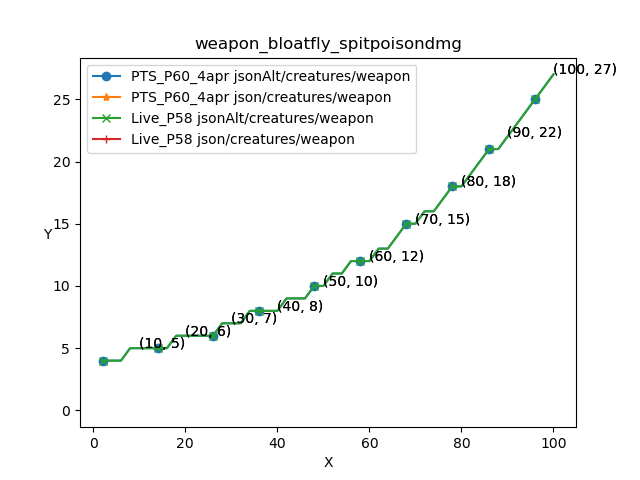 weapon_bloatfly_spitpoisondmg
PTS_P60_4apr jsonAlt/creatures/weapon
PTS_P60_4apr json/creatures/weapon
Live_P58 jsonAlt/creatures/weapon
Live_P58 json/creatures/weapon
(100, 27)
(90, 22)
(80, 18)
(70, 15)
(60, 12)
(50, 10)
(40, 8)
(30, 7)
(20, 6)
(10, 5)
25
20
15
10
5
0
Y
0 20 40 60 80 100
X